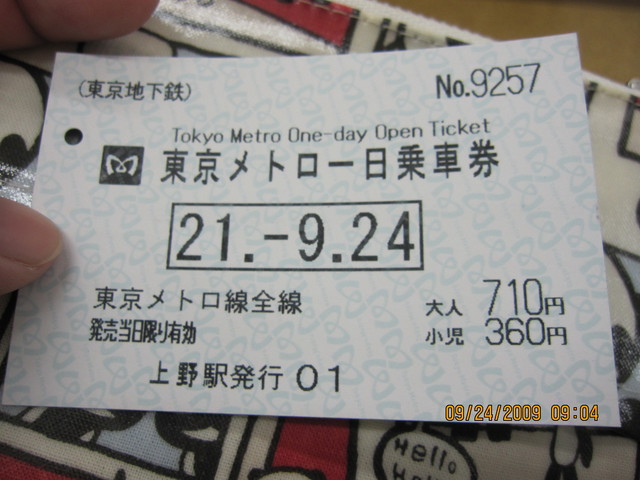 (東京地下鉄)
No.9257
Tokyo Metro One-day Open Ticket
東京メトロ一日乗車券
21.-9.24
東京メトロ線全線
大人 710円
発売当日限り有効
小児 360円
上野駅発行 01
09/24/2009 09:04
Hello